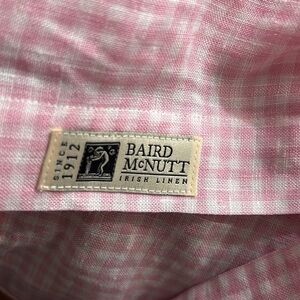 SINCE
1912
BAIRD
McNUTT
IRISH LINEN